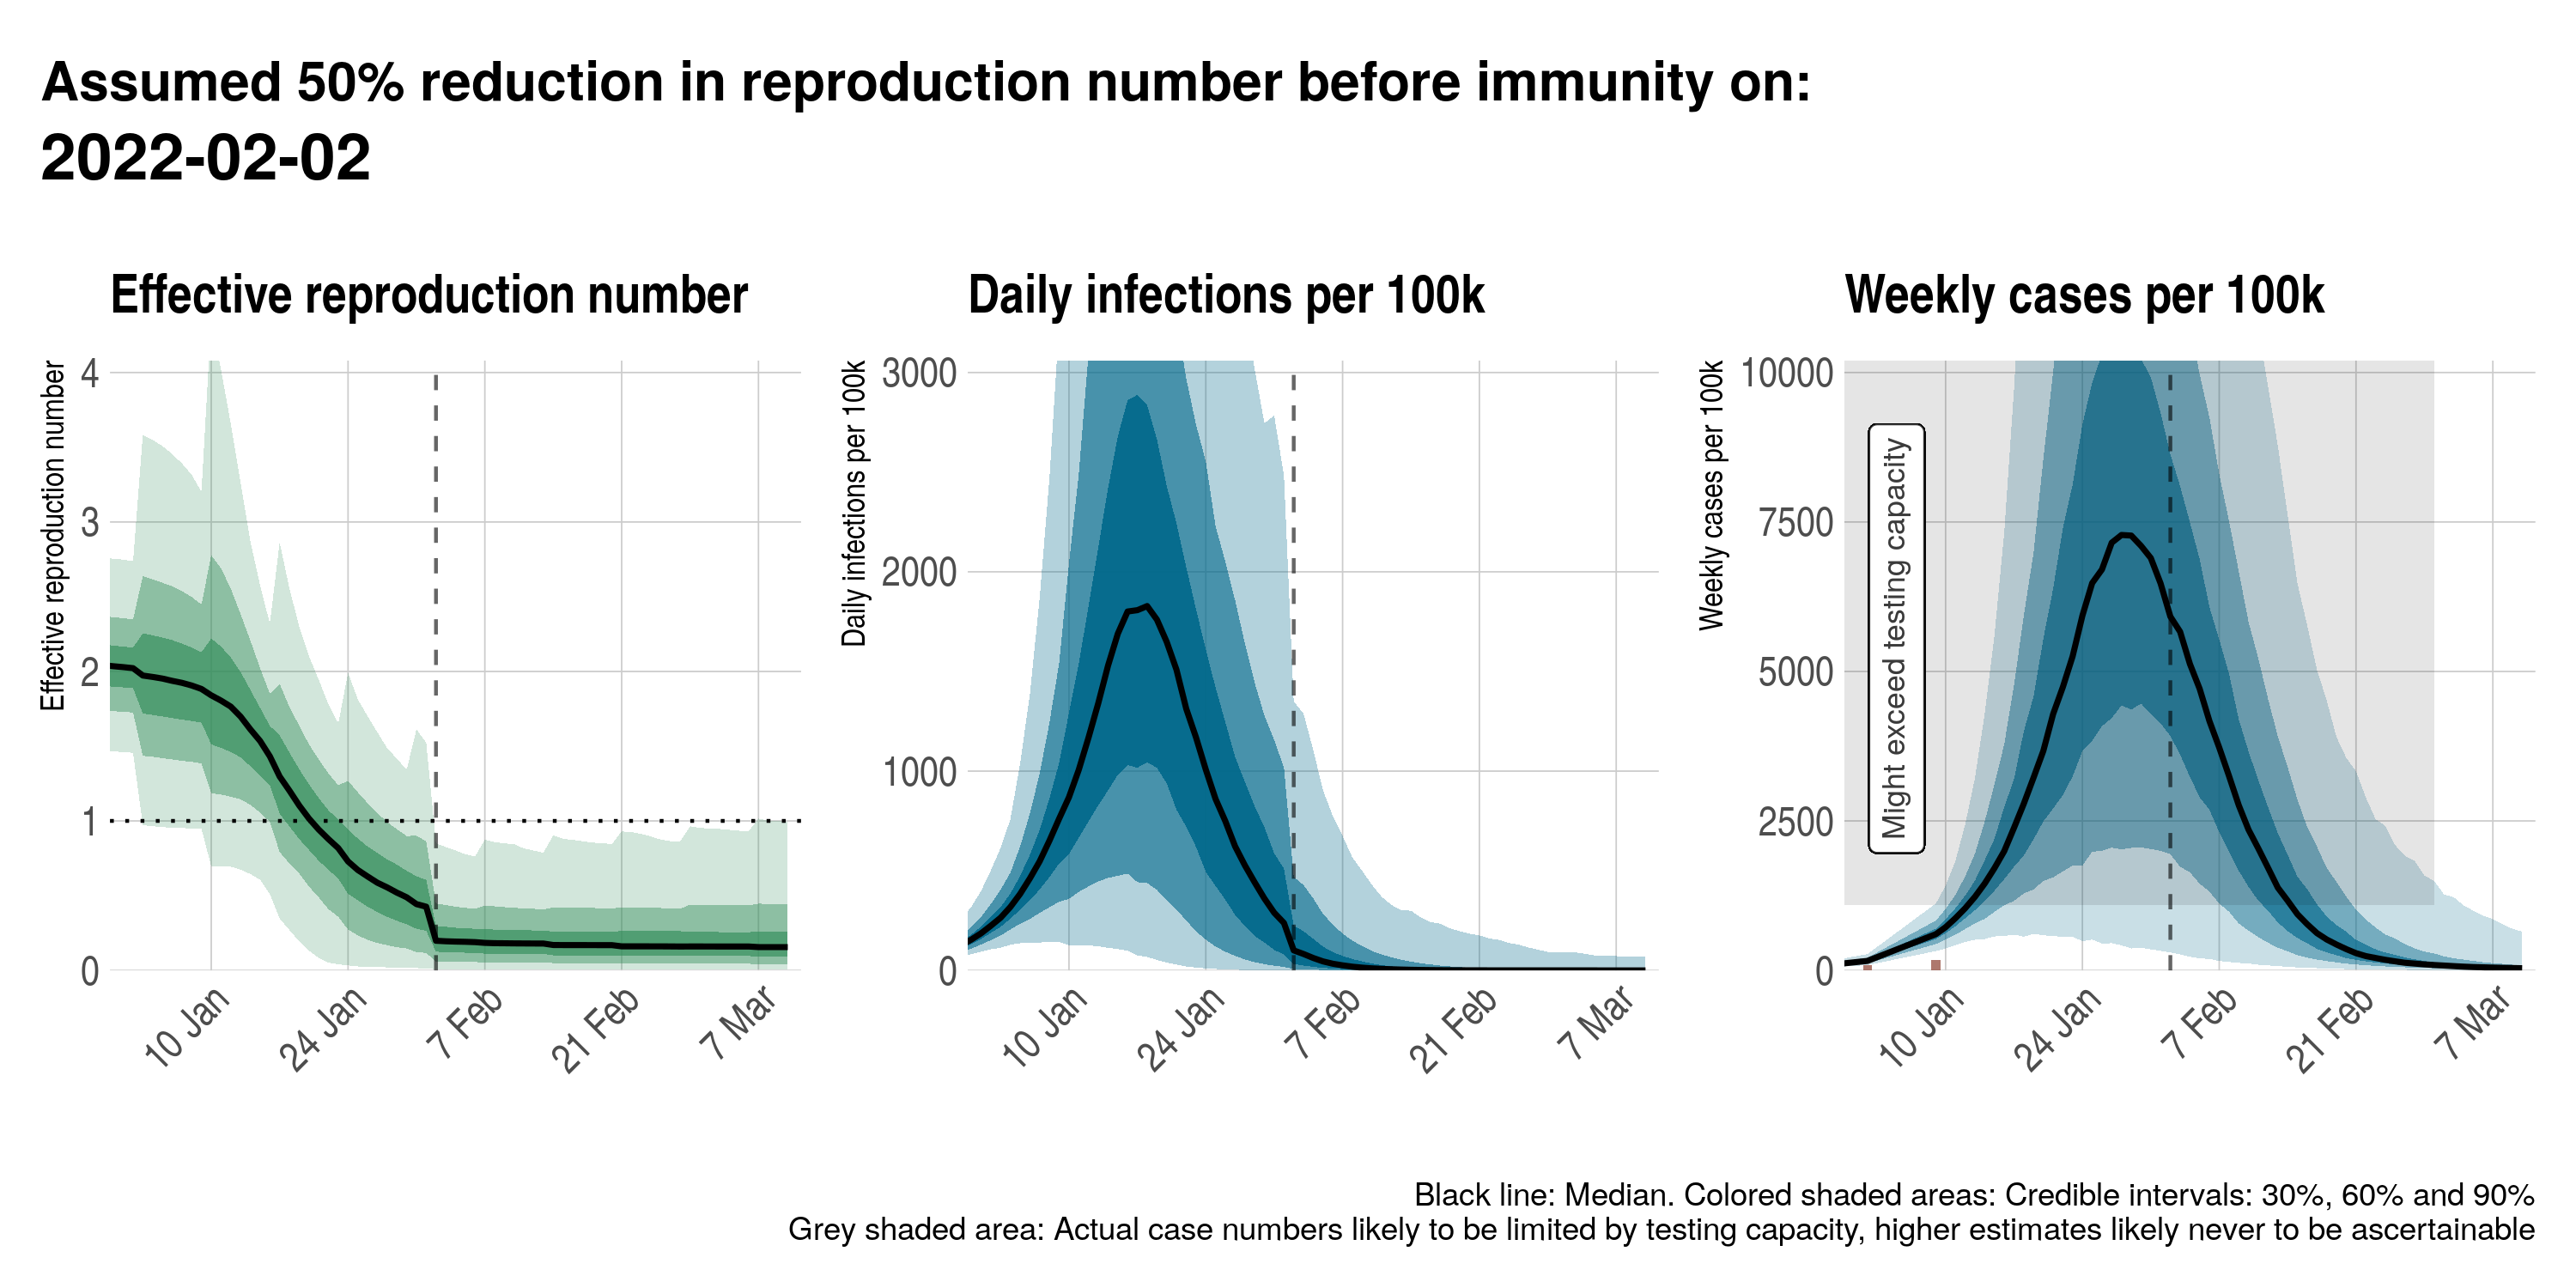 Assumed 50% reduction in reproduction number before immunity on:
2022-02-02
Effective reproduction number
Effective reproduction number
4
3
2
1
0
10 Jan
24 Jan
7 Feb
21 Feb
7 Mar
Daily infections per 100k
Daily infections per 100k
3000
2000
1000
0
10 Jan
24 Jan
7 Feb
21 Feb
7 Mar
Weekly cases per 100k
Weekly cases per 100k
10000
7500
5000
2500
0
Might exceed testing capacity
10 Jan
24 Jan
7 Feb
21 Feb
7 Mar
Black line: Median. Colored shaded areas: Credible intervals: 30%, 60% and 90%
Grey shaded area: Actual case numbers likely to be limited by testing capacity, higher estimates likely never to be ascertainable